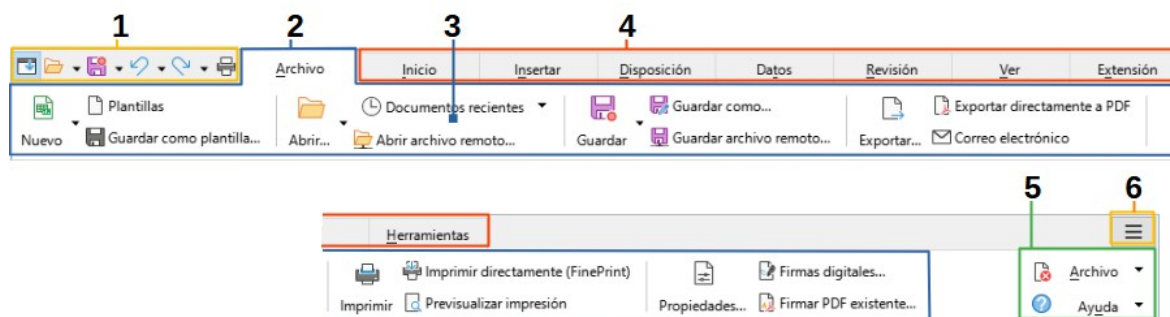 1 2 3 4
Archivo Inicio Insertar Disposición Datos Revisión Ver Extensión
Plantillas Documentos recientes Guardar como... Exportar directamente a PDF
Nuevo Guardar como plantilla... Abrir... Abrir archivo remoto... Guardar Guardar archivo remoto... Exportar... Correo electrónico
5 6
Herramientas
Imprimir directamente (FinePrint) Firmas digitales... Archivo
Imprimir Previsualizar impresión Propiedades... Firmar PDF existente... Ayuda